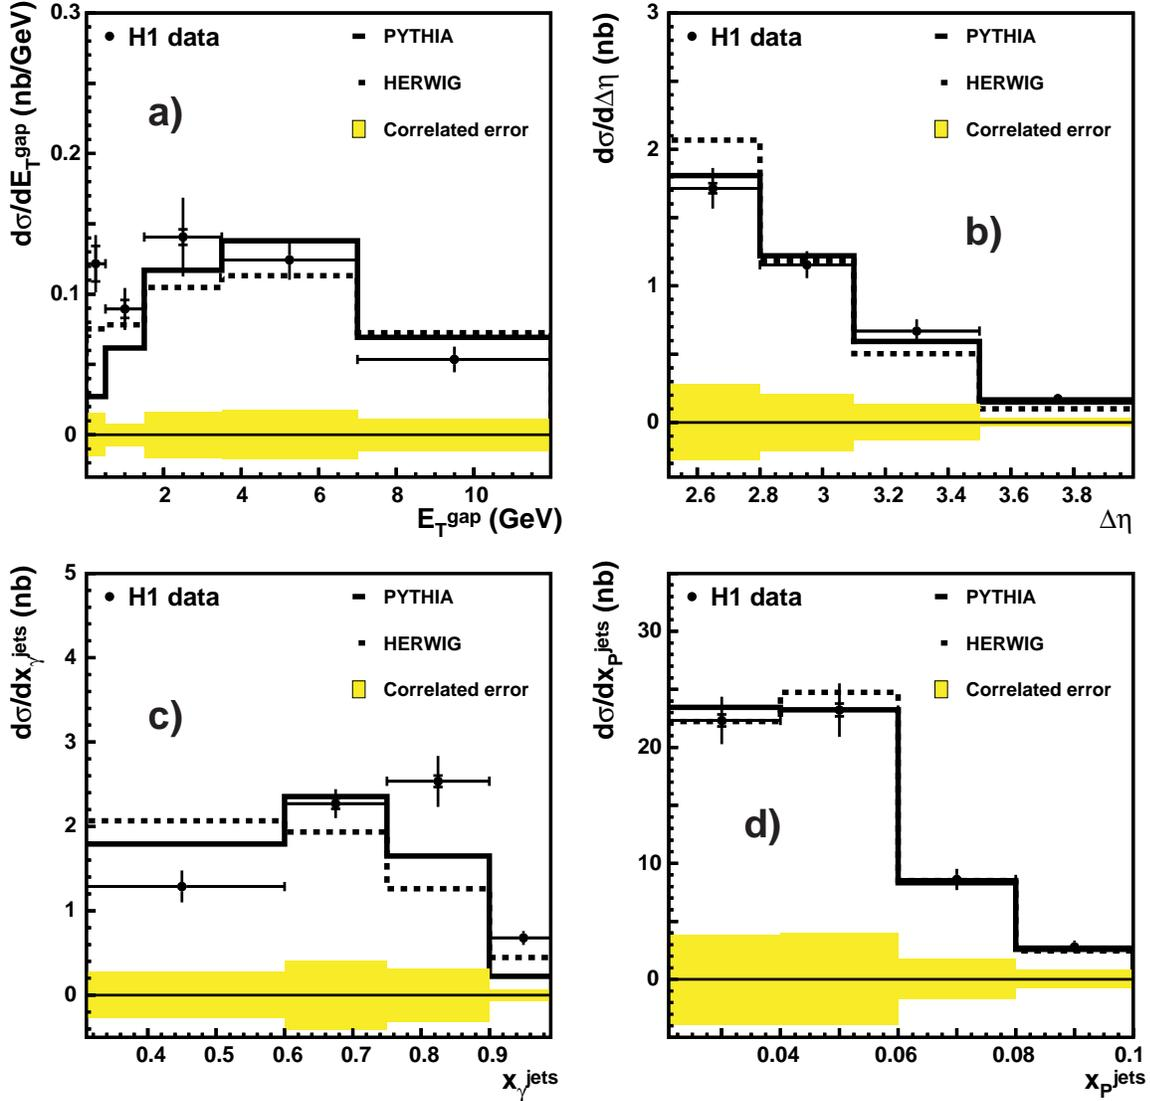 dσ/dE_T^gap (nb/GeV)
0.3
0.2
0.1
0
H1 data
PYTHIA
HERWIG
Correlated error
a)
2 4 6 8 10
E_T^gap (GeV)
dσ/dΔη (nb)
3
2
1
0
H1 data
PYTHIA
HERWIG
Correlated error
b)
2.6 2.8 3 3.2 3.4 3.6 3.8
Δη
dσ/dx_γ^jets (nb)
5
4
3
2
1
0
H1 data
PYTHIA
HERWIG
Correlated error
c)
0.4 0.5 0.6 0.7 0.8 0.9
x_γ^jets
dσ/dx_P^jets (nb)
30
20
10
0
H1 data
PYTHIA
HERWIG
Correlated error
d)
0.04 0.06 0.08 0.1
x_P^jets